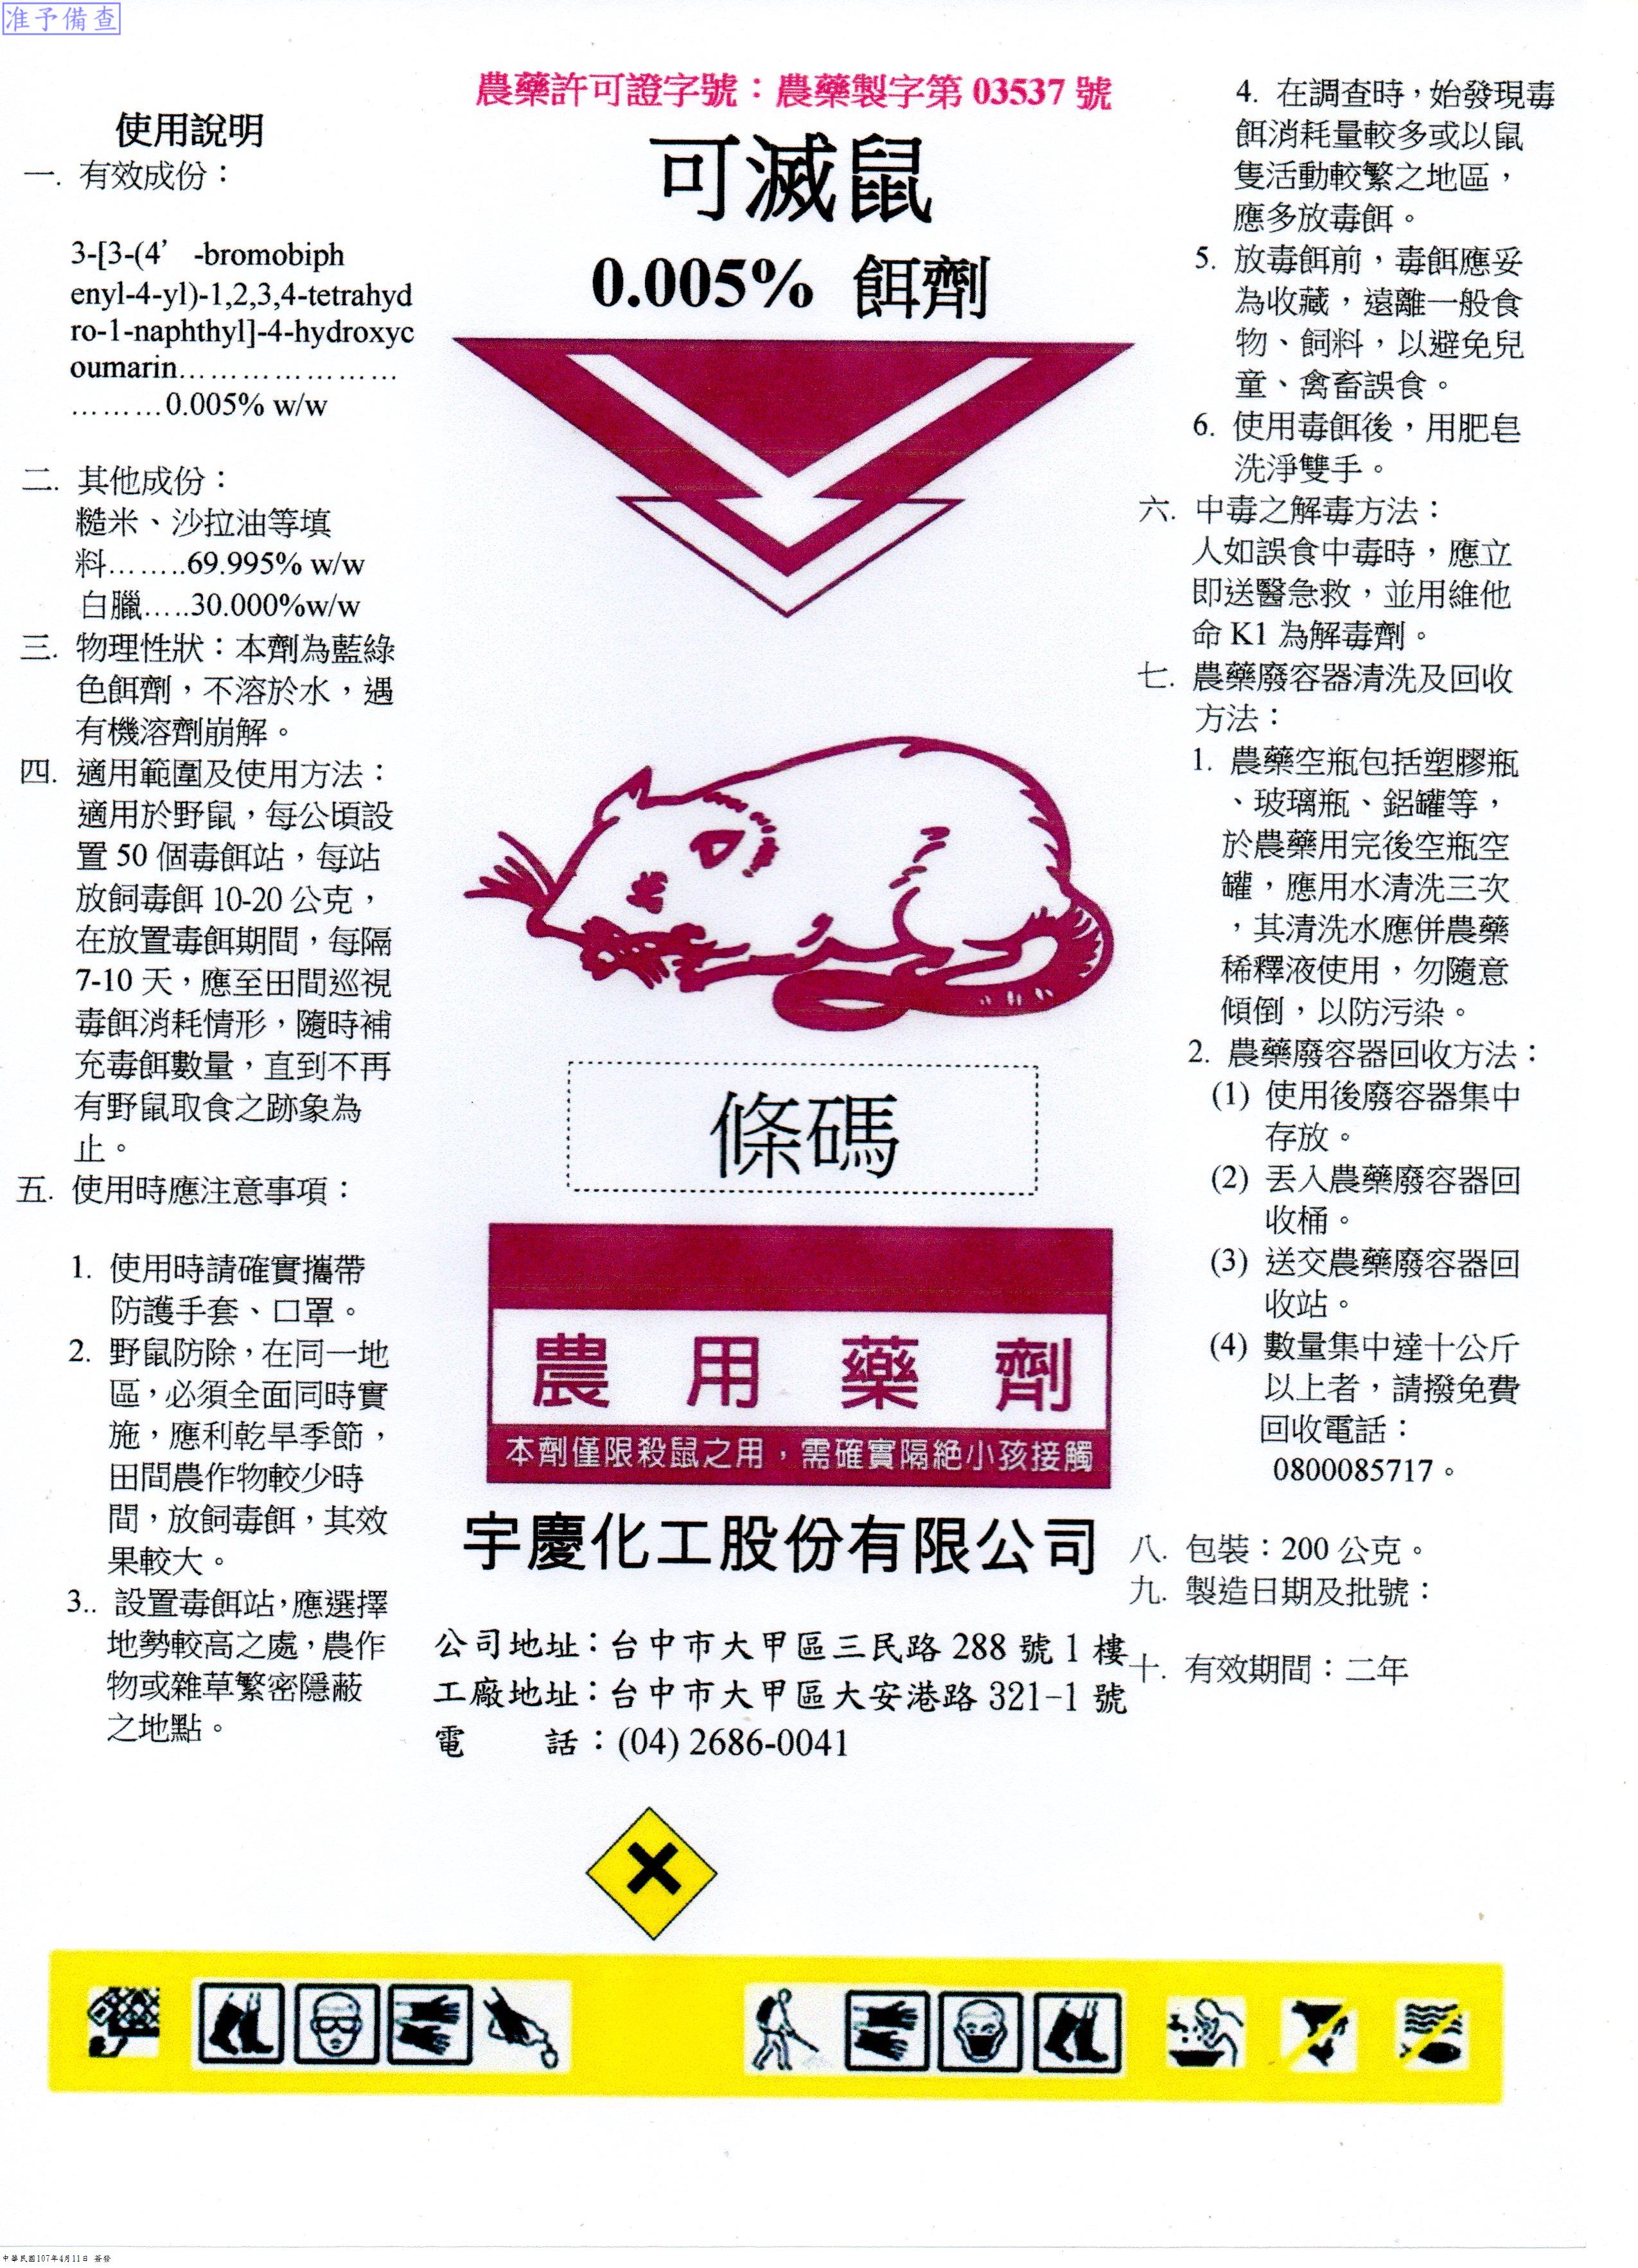 准予備查
農藥許可證字號：農藥製字第 03537 號
可滅鼠
0.005% 餌劑
使用說明
一. 有效成份：
3-[3-(4’-bromobiph
enyl-4-yl)-1,2,3,4-tetrahyd
ro-1-naphthyl]-4-hydroxyc
oumarin…………………
………0.005% w/w
二. 其他成份：
糙米、沙拉油等填
料……..69.995% w/w
白臘…..30.000%w/w
三. 物理性狀：本劑為藍綠
色餌劑，不溶於水，遇
有機溶劑崩解。
四. 適用範圍及使用方法：
適用於野鼠，每公頃設
置 50 個毒餌站，每站
放飼毒餌 10-20 公克，
在放置毒餌期間，每隔
7-10 天，應至田間巡視
毒餌消耗情形，隨時補
充毒餌數量，直到不再
有野鼠取食之跡象為
止。
五. 使用時應注意事項：
1. 使用時請確實攜帶
防護手套、口罩。
2. 野鼠防除，在同一地
區，必須全面同時實
施，應利乾旱季節，
田間農作物較少時
間，放飼毒餌，其效
果較大。
3.. 設置毒餌站，應選擇
地勢較高之處，農作
物或雜草繁密隱蔽
之地點。
條碼
農用藥劑
本劑僅限殺鼠之用，需確實隔絕小孩接觸
宇慶化工股份有限公司
公司地址：台中市大甲區三民路 288 號 1 樓
工廠地址：台中市大甲區大安港路 321-1 號
電 話：(04) 2686-0041
4. 在調查時，始發現毒
餌消耗量較多或以鼠
隻活動較繁之地區，
應多放毒餌。
5. 放毒餌前，毒餌應妥
為收藏，遠離一般食
物、飼料，以避免兒
童、禽畜誤食。
6. 使用毒餌後，用肥皂
洗淨雙手。
六. 中毒之解毒方法：
人如誤食中毒時，應立
即送醫急救，並用維他
命 K1 為解毒劑。
七. 農藥廢容器清洗及回收
方法：
1. 農藥空瓶包括塑膠瓶
、玻璃瓶、鋁罐等，
於農藥用完後空瓶空
罐，應用水清洗三次
，其清洗水應併農藥
稀釋液使用，勿隨意
傾倒，以防污染。
2. 農藥廢容器回收方法：
(1) 使用後廢容器集中
存放。
(2) 丟入農藥廢容器回
收桶。
(3) 送交農藥廢容器回
收站。
(4) 數量集中達十公斤
以上者，請撥免費
回收電話：
0800085717。
八. 包裝：200 公克。
九. 製造日期及批號：
十. 有效期間：二年
中華民國107年4月11日 簽發